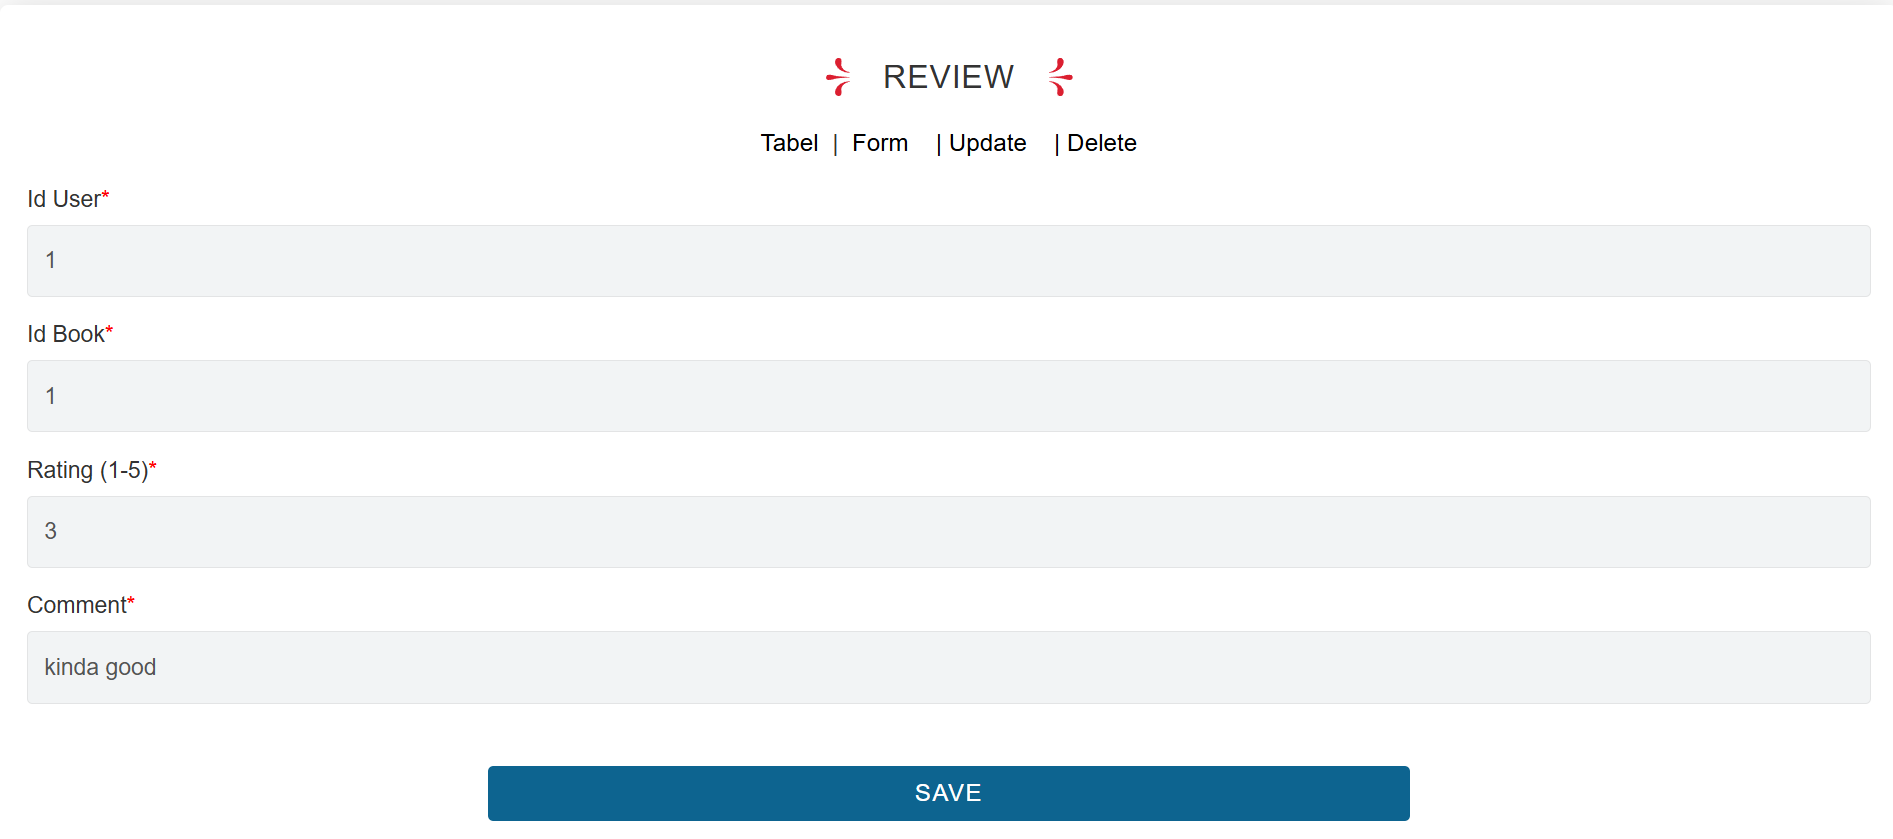 REVIEW
Tabel | Form | Update | Delete
Id User*
1
Id Book*
1
Rating (1-5)*
3
Comment*
kinda good
SAVE